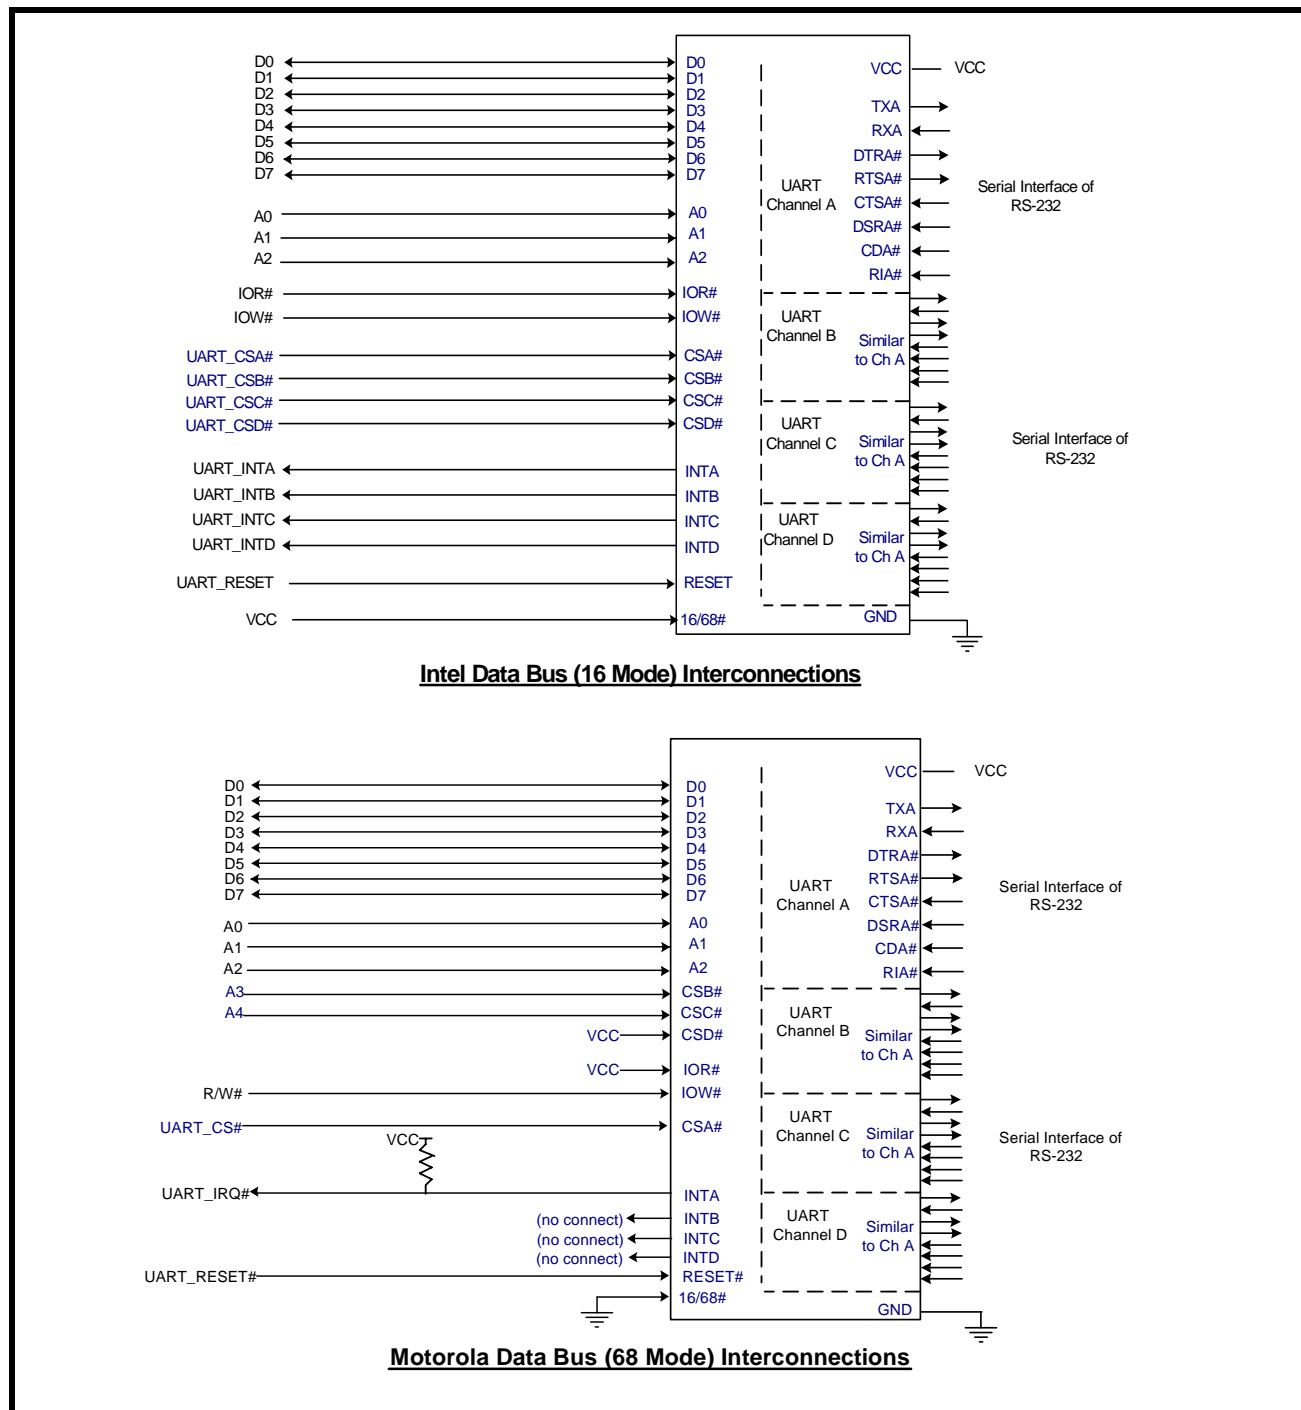 D0 D0
D1 D1
D2 D2
D3 D3
D4 D4
D5 D5
D6 D6
D7 D7
A0 A0
A1 A1
A2 A2
IOR# IOR#
IOW# IOW#
UART_CSA# CSA#
UART_CSB# CSB#
UART_CSC# CSC#
UART_CSD# CSD#
UART_INTA INTA
UART_INTB INTB
UART_INTC INTC
UART_INTD INTD
UART_RESET RESET
VCC 16/68#
UART
Channel A
UART
Channel B
Similar
to Ch A
UART
Channel C
Similar
to Ch A
UART
Channel D
Similar
to Ch A
VCC VCC
TXA
RXA
DTRA#
RTSA#
CTSA#
DSRA#
CDA#
RIA#
GND
Serial Interface of
RS-232
Serial Interface of
RS-232
Intel Data Bus (16 Mode) Interconnections
D0 D0
D1 D1
D2 D2
D3 D3
D4 D4
D5 D5
D6 D6
D7 D7
A0 A0
A1 A1
A2 A2
A3 CSB#
A4 CSC#
VCC CSD#
VCC IOR#
R/W# IOW#
UART_CS# CSA#
VCC
UART_IRQ# INTA
(no connect) INTB
(no connect) INTC
(no connect) INTD
UART_RESET# RESET#
16/68#
UART
Channel A
UART
Channel B
Similar
to Ch A
UART
Channel C
Similar
to Ch A
UART
Channel D
Similar
to Ch A
VCC VCC
TXA
RXA
DTRA#
RTSA#
CTSA#
DSRA#
CDA#
RIA#
GND
Serial Interface of
RS-232
Serial Interface of
RS-232
Motorola Data Bus (68 Mode) Interconnections